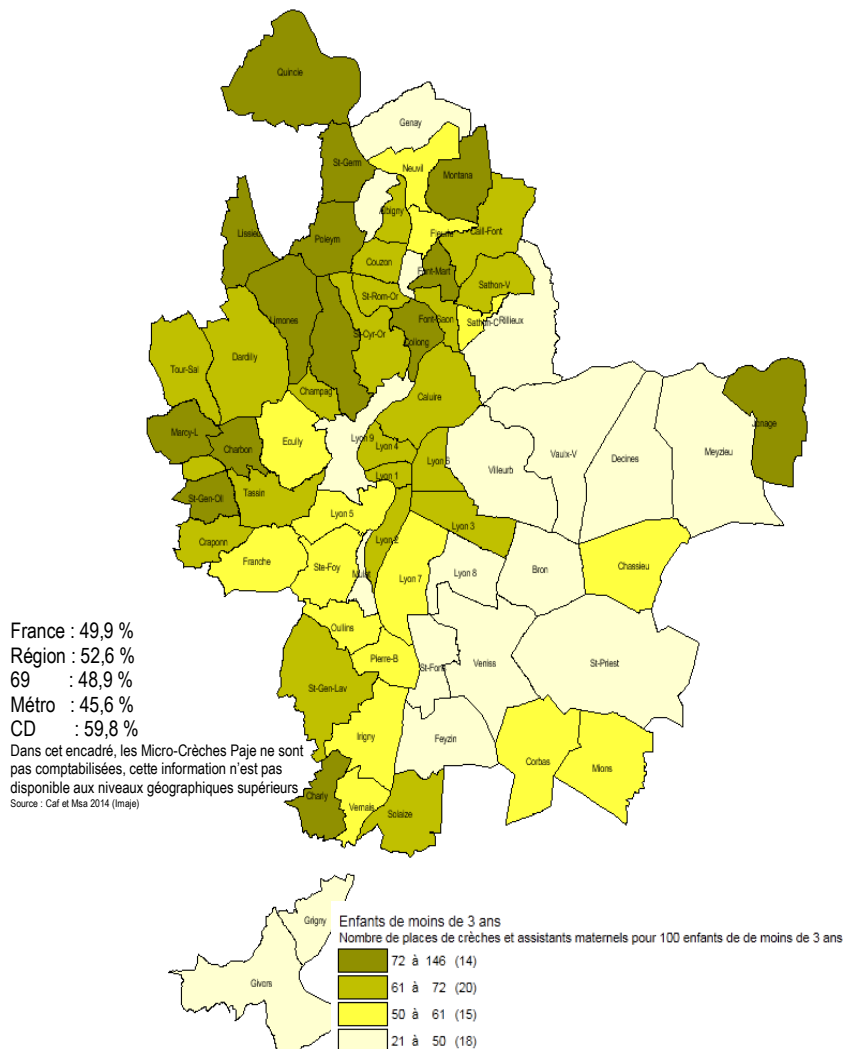 Quincie
Genay
St-Germ
Neuvil
Montana
Lissieu
Poleym
Albigny
Fleurie
Cail-Font
Couzon
Font-Mart
Sathon-V
St-Rom-Or
Limones
Font-Saon
Sathon-C
Rillieux
St-Cyr-Or
Collong
Tour-Sal
Dardilly
Champag
Caluire
Jonage
Marcy-L
Charbon
Ecully
Lyon 9
Lyon 4
Lyon 6
Villeurb
Vaulx-V
Decines
Meyzieu
Lyon 1
St-Gen-Oll
Tassin
Lyon 5
Lyon 3
Craponn
Lyon 2
Franche
Ste-Foy
Lyon 7
Lyon 8
Bron
Chassieu
Oullins
Pierre-B
St-Fons
Veniss
St-Priest
St-Gen-Lav
Irigny
Feyzin
Corbas
Mions
Charly
Vernais
Solaize
France : 49,9 %
Région : 52,6 %
69 : 48,9 %
Métro : 45,6 %
CD : 59,8 %
Dans cet encadré, les Micro-Crèches Paje ne sont
pas comptabilisées, cette information n'est pas
disponible aux niveaux géographiques supérieurs
Source : Caf et Msa 2014 (Imaje)
Grigny
Givors
Enfants de moins de 3 ans
Nombre de places de crèches et assistants maternels pour 100 enfants de de moins de 3 ans
72 à 146 (14)
61 à 72 (20)
50 à 61 (15)
21 à 50 (18)